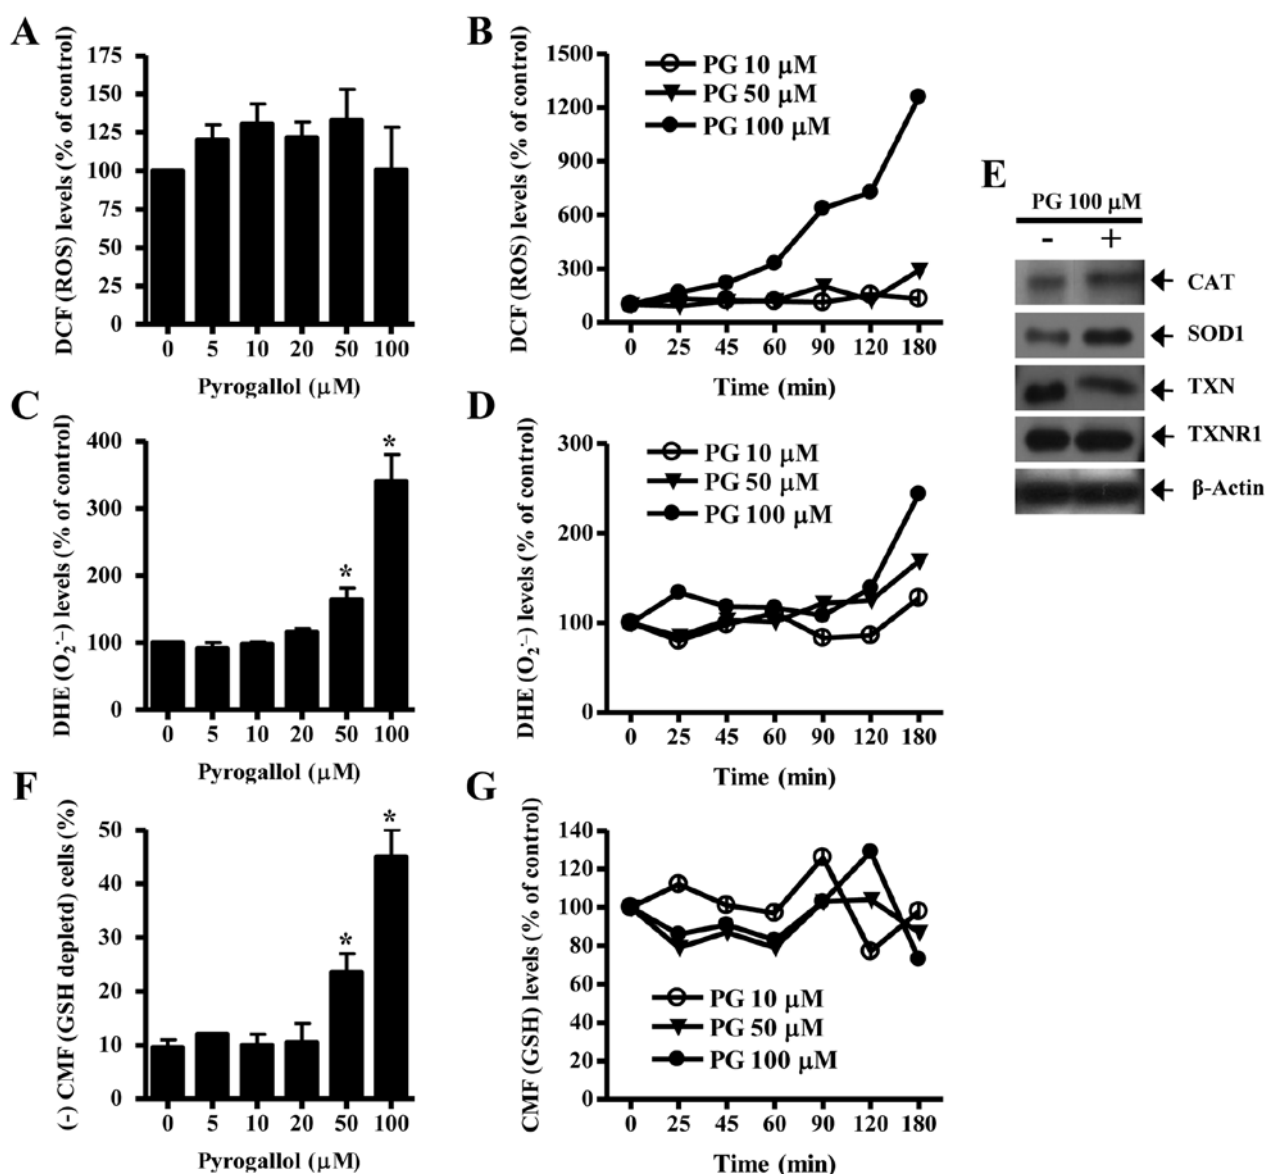 A
DCF (ROS) levels (% of control)
175
150
125
100
75
50
25
0
0 5 10 20 50 100
Pyrogallol (μM)
B
DCF (ROS) levels (% of control)
1500
1200
900
600
300
0
PG 10 μM
PG 50 μM
PG 100 μM
0 25 45 60 90 120 180
Time (min)
C
DHE (O₂·–) levels (% of control)
400
300
200
100
0
*
*
0 5 10 20 50 100
Pyrogallol (μM)
D
DHE (O₂·–) levels (% of control)
300
200
100
0
PG 10 μM
PG 50 μM
PG 100 μM
0 25 45 60 90 120 180
Time (min)
E
PG 100 μM
- +
CAT
SOD1
TXN
TXNR1
β-Actin
F
(-) CMF (GSH depletd) cells (%)
50
40
30
20
10
0
*
*
0 5 10 20 50 100
Pyrogallol (μM)
G
CMF (GSH) levels (% of control)
140
120
100
80
60
40
20
0
PG 10 μM
PG 50 μM
PG 100 μM
0 25 45 60 90 120 180
Time (min)